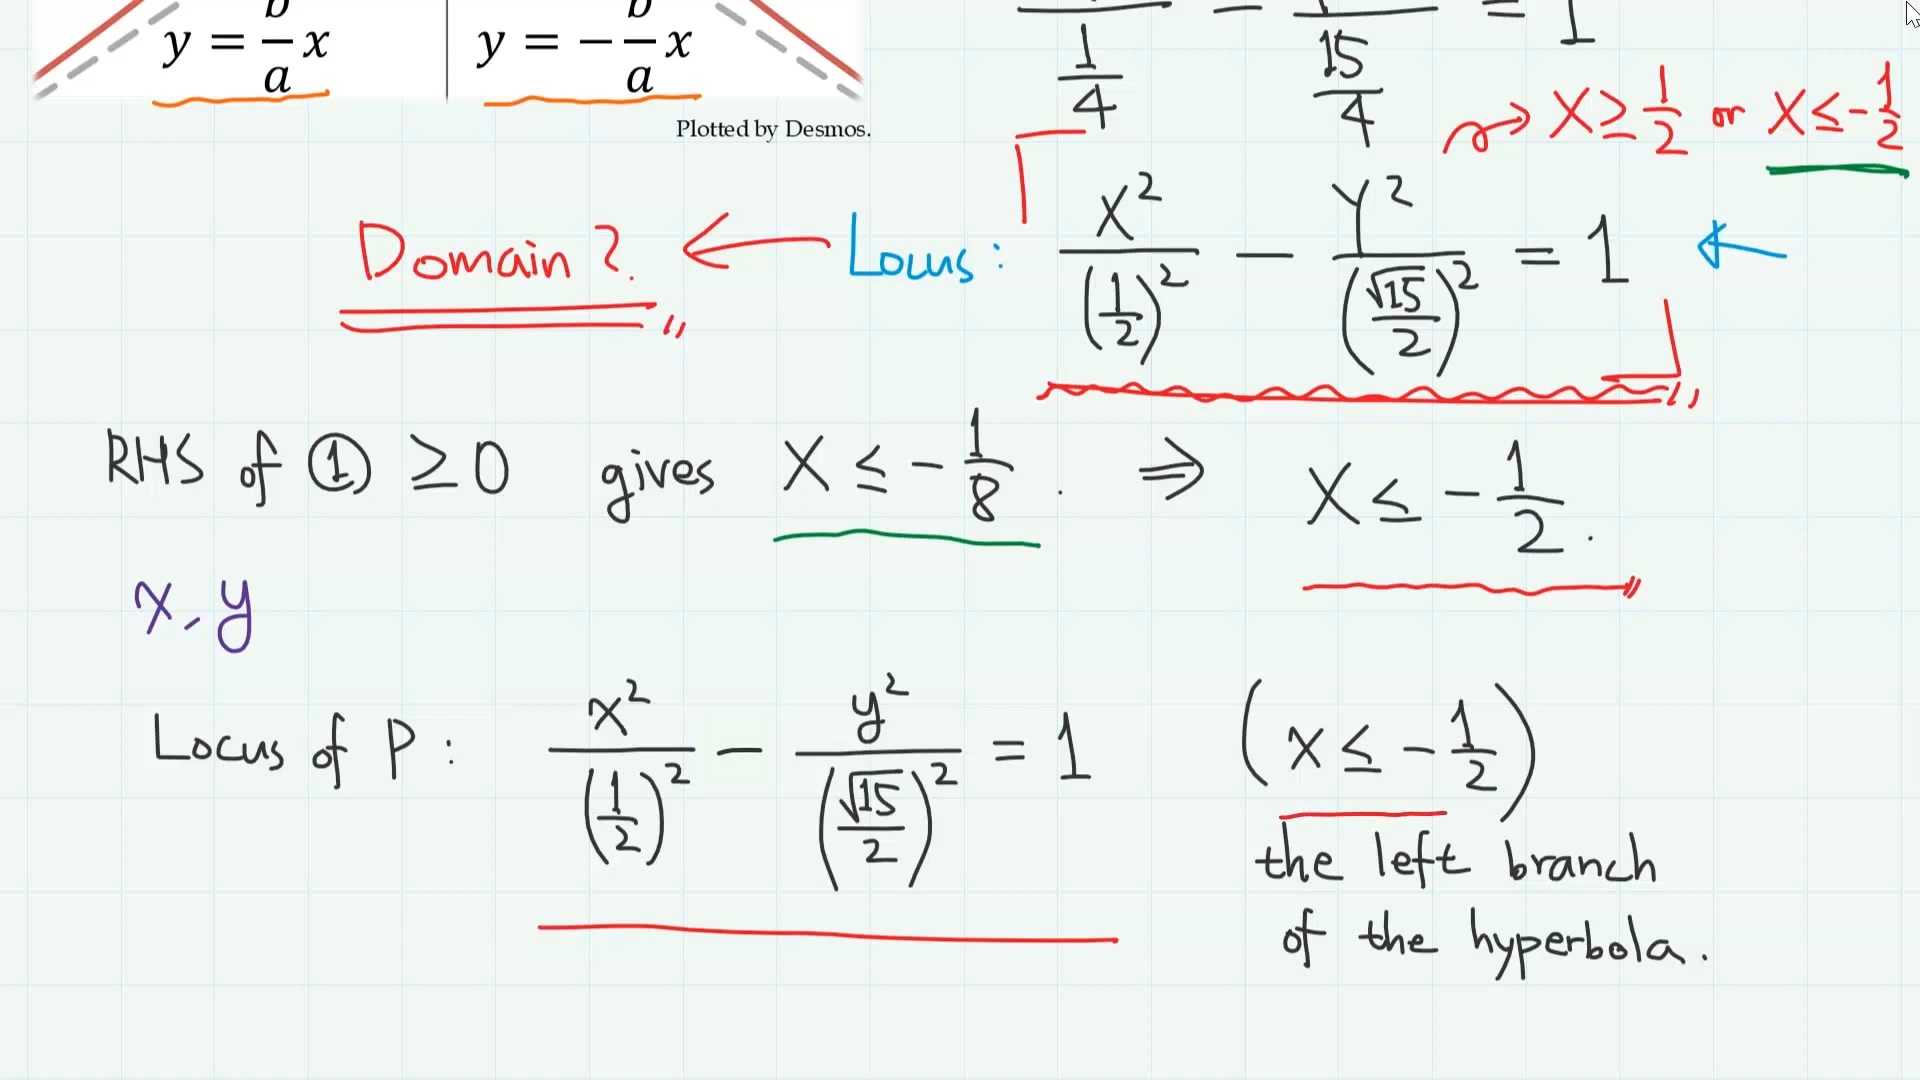 y = b/a x
y = −b/a x
Plotted by Desmos.
1/4   15/4
− = 1
X ≥ 1/2 or X ≤ −1/2
Domain? ← Locus: X²/(1/2)² − Y²/(√15/2)² = 1
RHS of ① ≥ 0 gives X ≤ −1/8. ⇒ X ≤ −1/2.
x, y
Locus of P: x²/(1/2)² − y²/(√15/2)² = 1 (x ≤ −1/2)
the left branch
of the hyperbola.